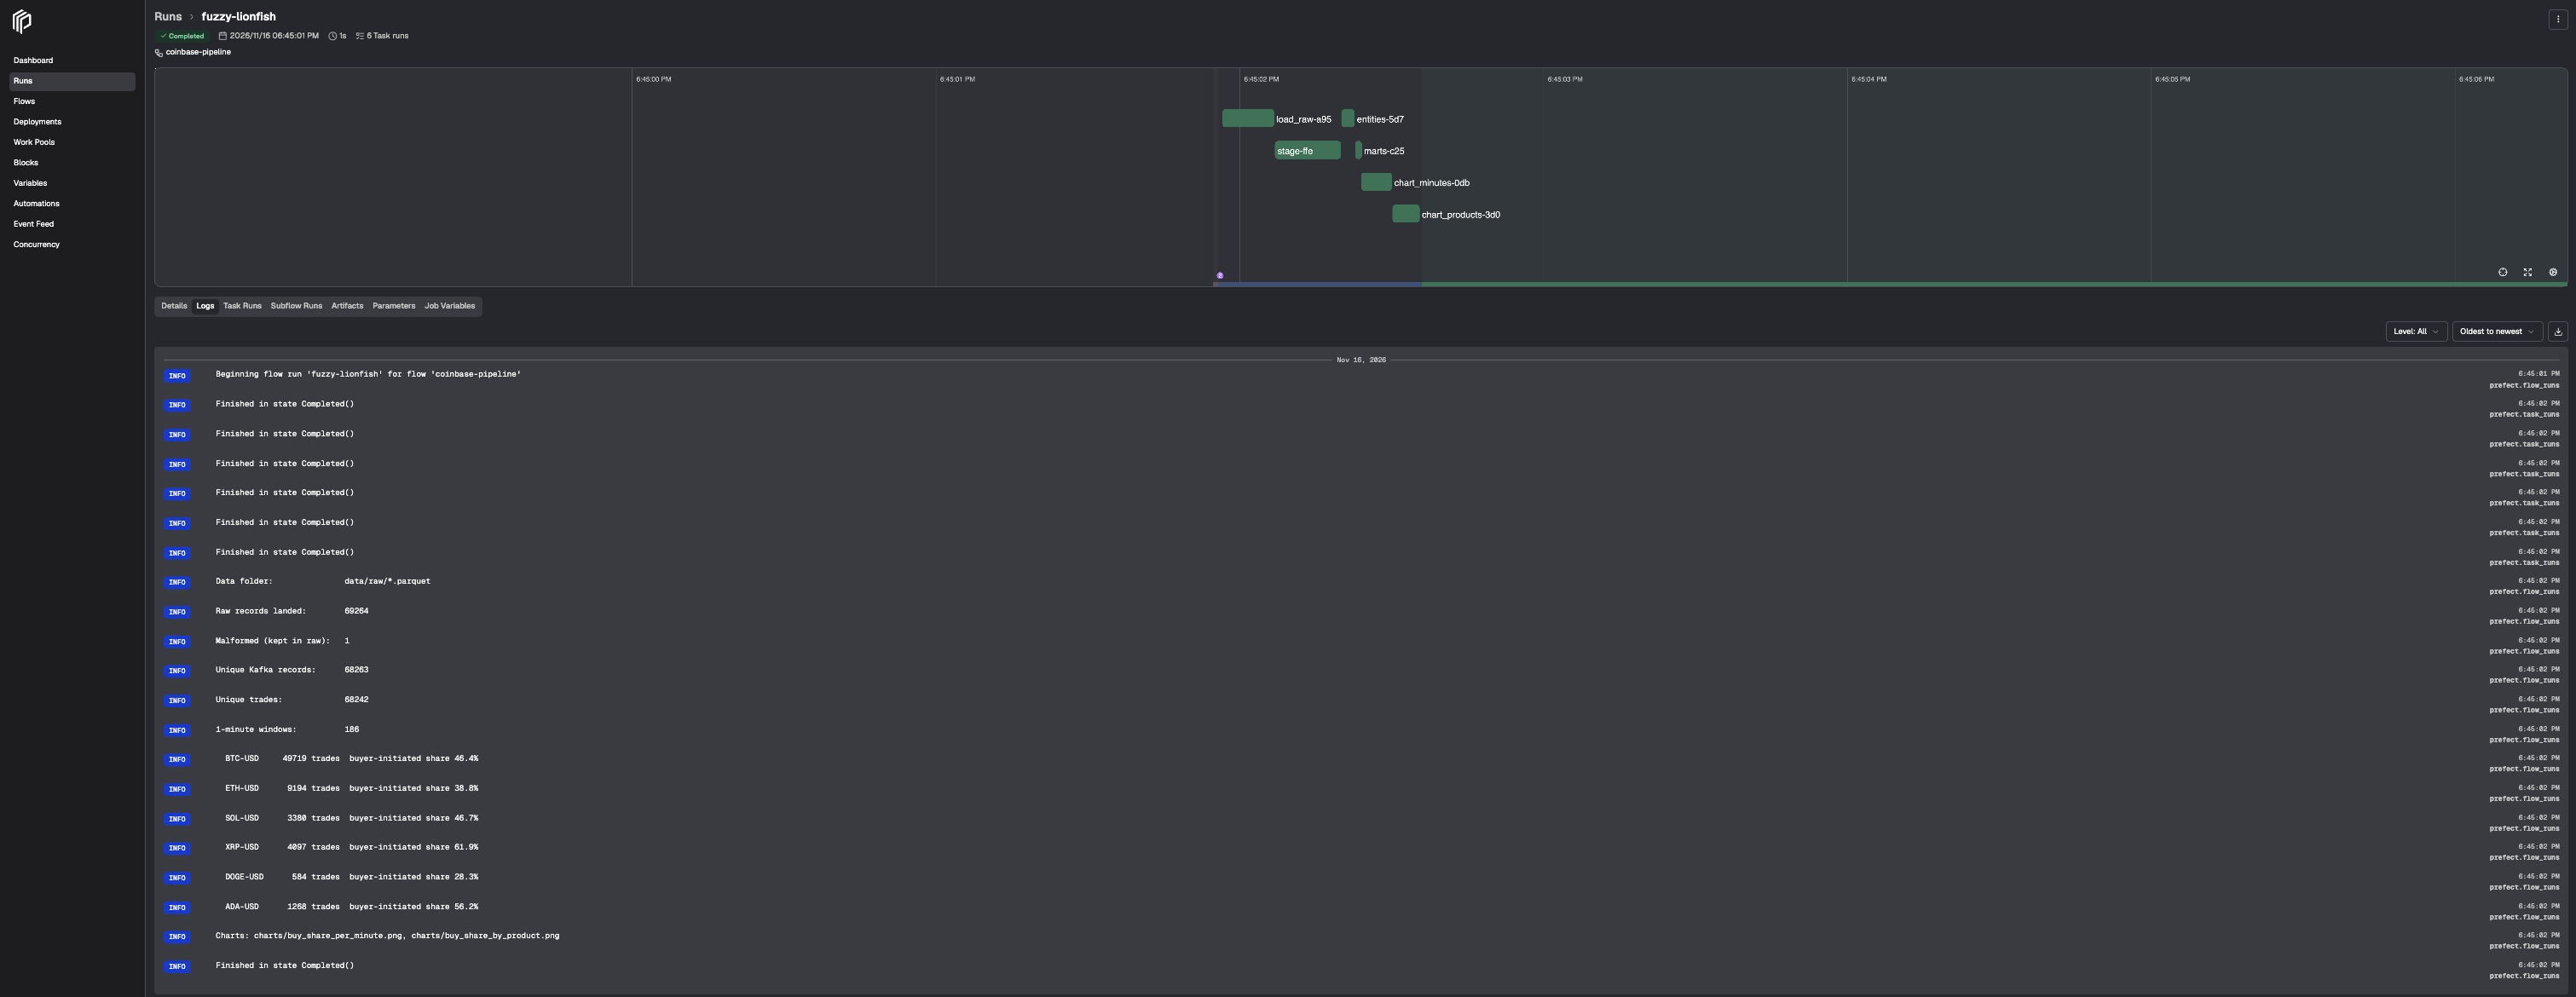 Runs > fuzzy-lionfish
Completed 2026/11/16 06:45:01 PM 1s 6 Task runs
coinbase-pipeline
Dashboard
Runs
Flows
Deployments
Work Pools
Blocks
Variables
Automations
Event Feed
Concurrency
6:45:00 PM 6:45:01 PM 6:45:02 PM 6:45:03 PM 6:45:04 PM 6:45:05 PM 6:45:06 PM
load_raw-a95 entities-5d7
stage-ffe marts-c25
chart_minutes-0db
chart_products-3d0
2
Details Logs Task Runs Subflow Runs Artifacts Parameters Job Variables
Level: All Oldest to newest
Nov 16, 2026
INFO Beginning flow run 'fuzzy-lionfish' for flow 'coinbase-pipeline' 6:45:01 PM
prefect.flow_runs
INFO Finished in state Completed() 6:45:02 PM
prefect.task_runs
INFO Finished in state Completed() 6:45:02 PM
prefect.task_runs
INFO Finished in state Completed() 6:45:02 PM
prefect.task_runs
INFO Finished in state Completed() 6:45:02 PM
prefect.task_runs
INFO Finished in state Completed() 6:45:02 PM
prefect.task_runs
INFO Finished in state Completed() 6:45:02 PM
prefect.task_runs
INFO Data folder: data/raw/*.parquet 6:45:02 PM
prefect.flow_runs
INFO Raw records landed: 69264 6:45:02 PM
prefect.flow_runs
INFO Malformed (kept in raw): 1 6:45:02 PM
prefect.flow_runs
INFO Unique Kafka records: 68263 6:45:02 PM
prefect.flow_runs
INFO Unique trades: 68242 6:45:02 PM
prefect.flow_runs
INFO 1-minute windows: 186 6:45:02 PM
prefect.flow_runs
INFO BTC-USD 49719 trades buyer-initiated share 46.4% 6:45:02 PM
prefect.flow_runs
INFO ETH-USD 9194 trades buyer-initiated share 38.8% 6:45:02 PM
prefect.flow_runs
INFO SOL-USD 3380 trades buyer-initiated share 46.7% 6:45:02 PM
prefect.flow_runs
INFO XRP-USD 4097 trades buyer-initiated share 61.9% 6:45:02 PM
prefect.flow_runs
INFO DOGE-USD 584 trades buyer-initiated share 28.3% 6:45:02 PM
prefect.flow_runs
INFO ADA-USD 1268 trades buyer-initiated share 56.2% 6:45:02 PM
prefect.flow_runs
INFO Charts: charts/buy_share_per_minute.png, charts/buy_share_by_product.png 6:45:02 PM
prefect.flow_runs
INFO Finished in state Completed() 6:45:02 PM
prefect.flow_runs